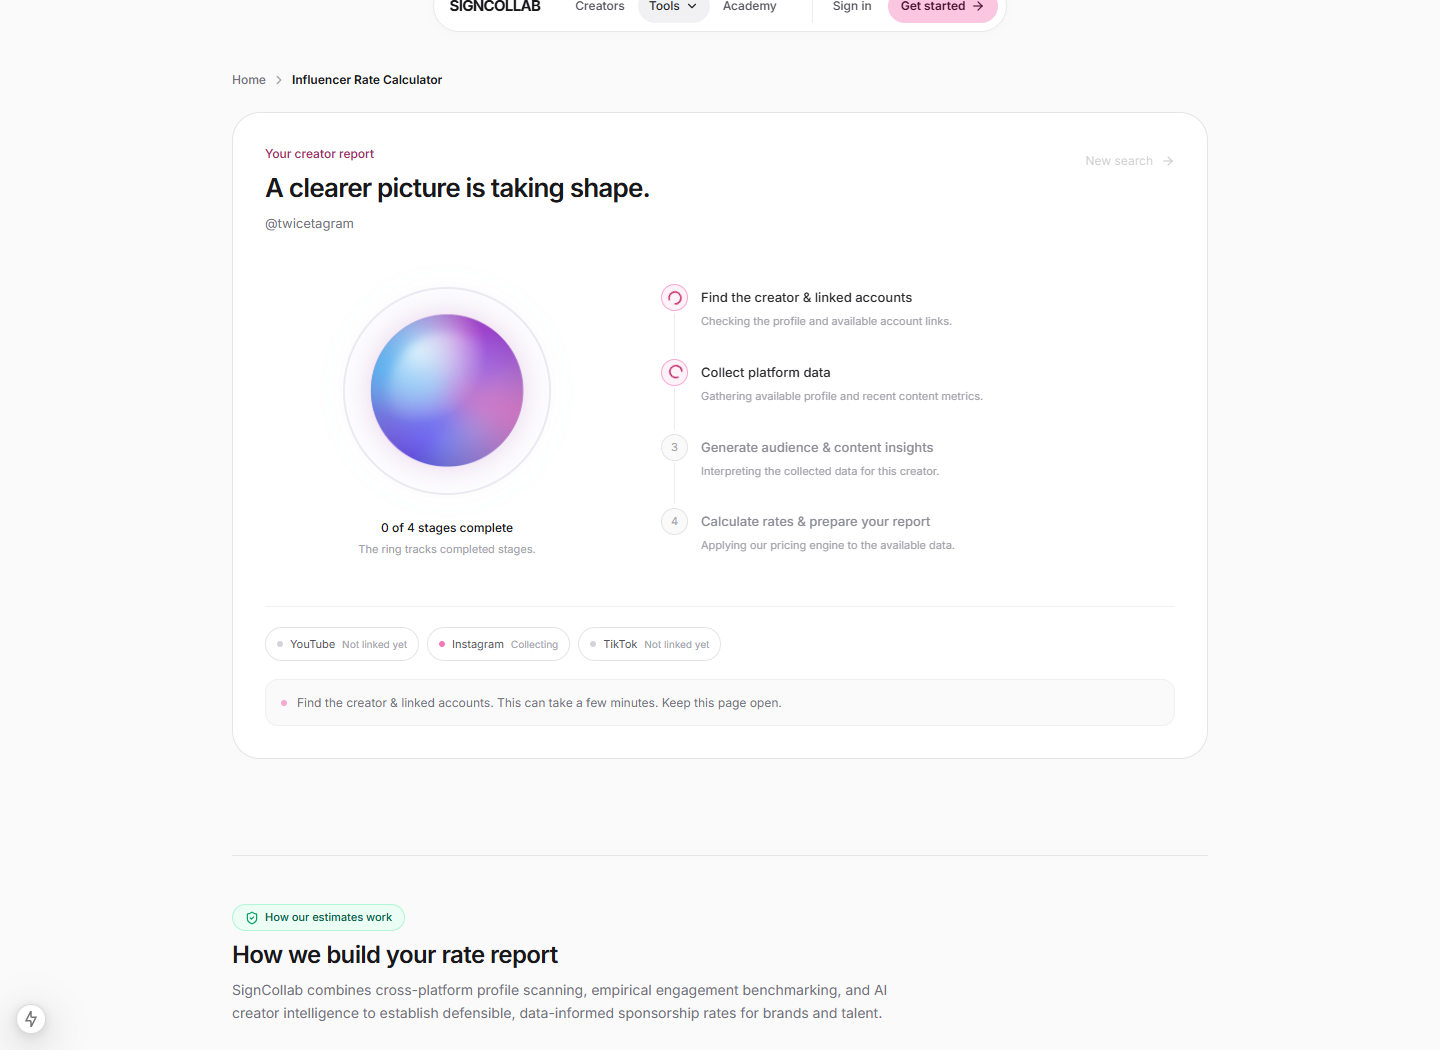 SIGNCOLLAB
Creators
Tools
Academy
Sign in
Get started
Home
Influencer Rate Calculator
Your creator report
New search
A clearer picture is taking shape.
@twicetagram
0 of 4 stages complete
The ring tracks completed stages.
Find the creator & linked accounts
Checking the profile and available account links.
Collect platform data
Gathering available profile and recent content metrics.
3
Generate audience & content insights
Interpreting the collected data for this creator.
4
Calculate rates & prepare your report
Applying our pricing engine to the available data.
YouTube Not linked yet
Instagram Collecting
TikTok Not linked yet
Find the creator & linked accounts. This can take a few minutes. Keep this page open.
How our estimates work
How we build your rate report
SignCollab combines cross-platform profile scanning, empirical engagement benchmarking, and AI
creator intelligence to establish defensible, data-informed sponsorship rates for brands and talent.